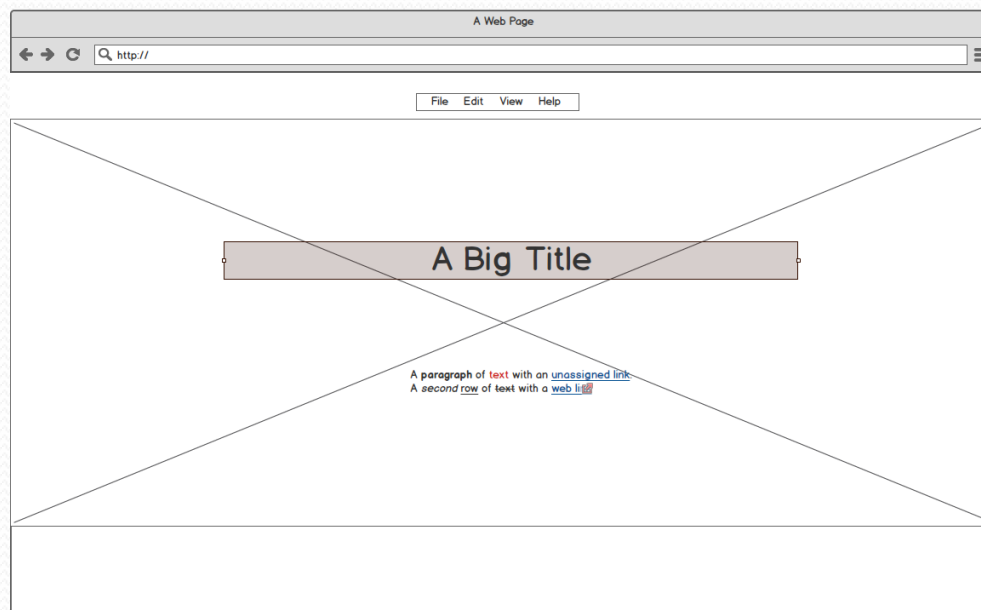 A Web Page
http://
File Edit View Help
A Big Title
A paragraph of text with an unassigned link.
A second row of text with a web